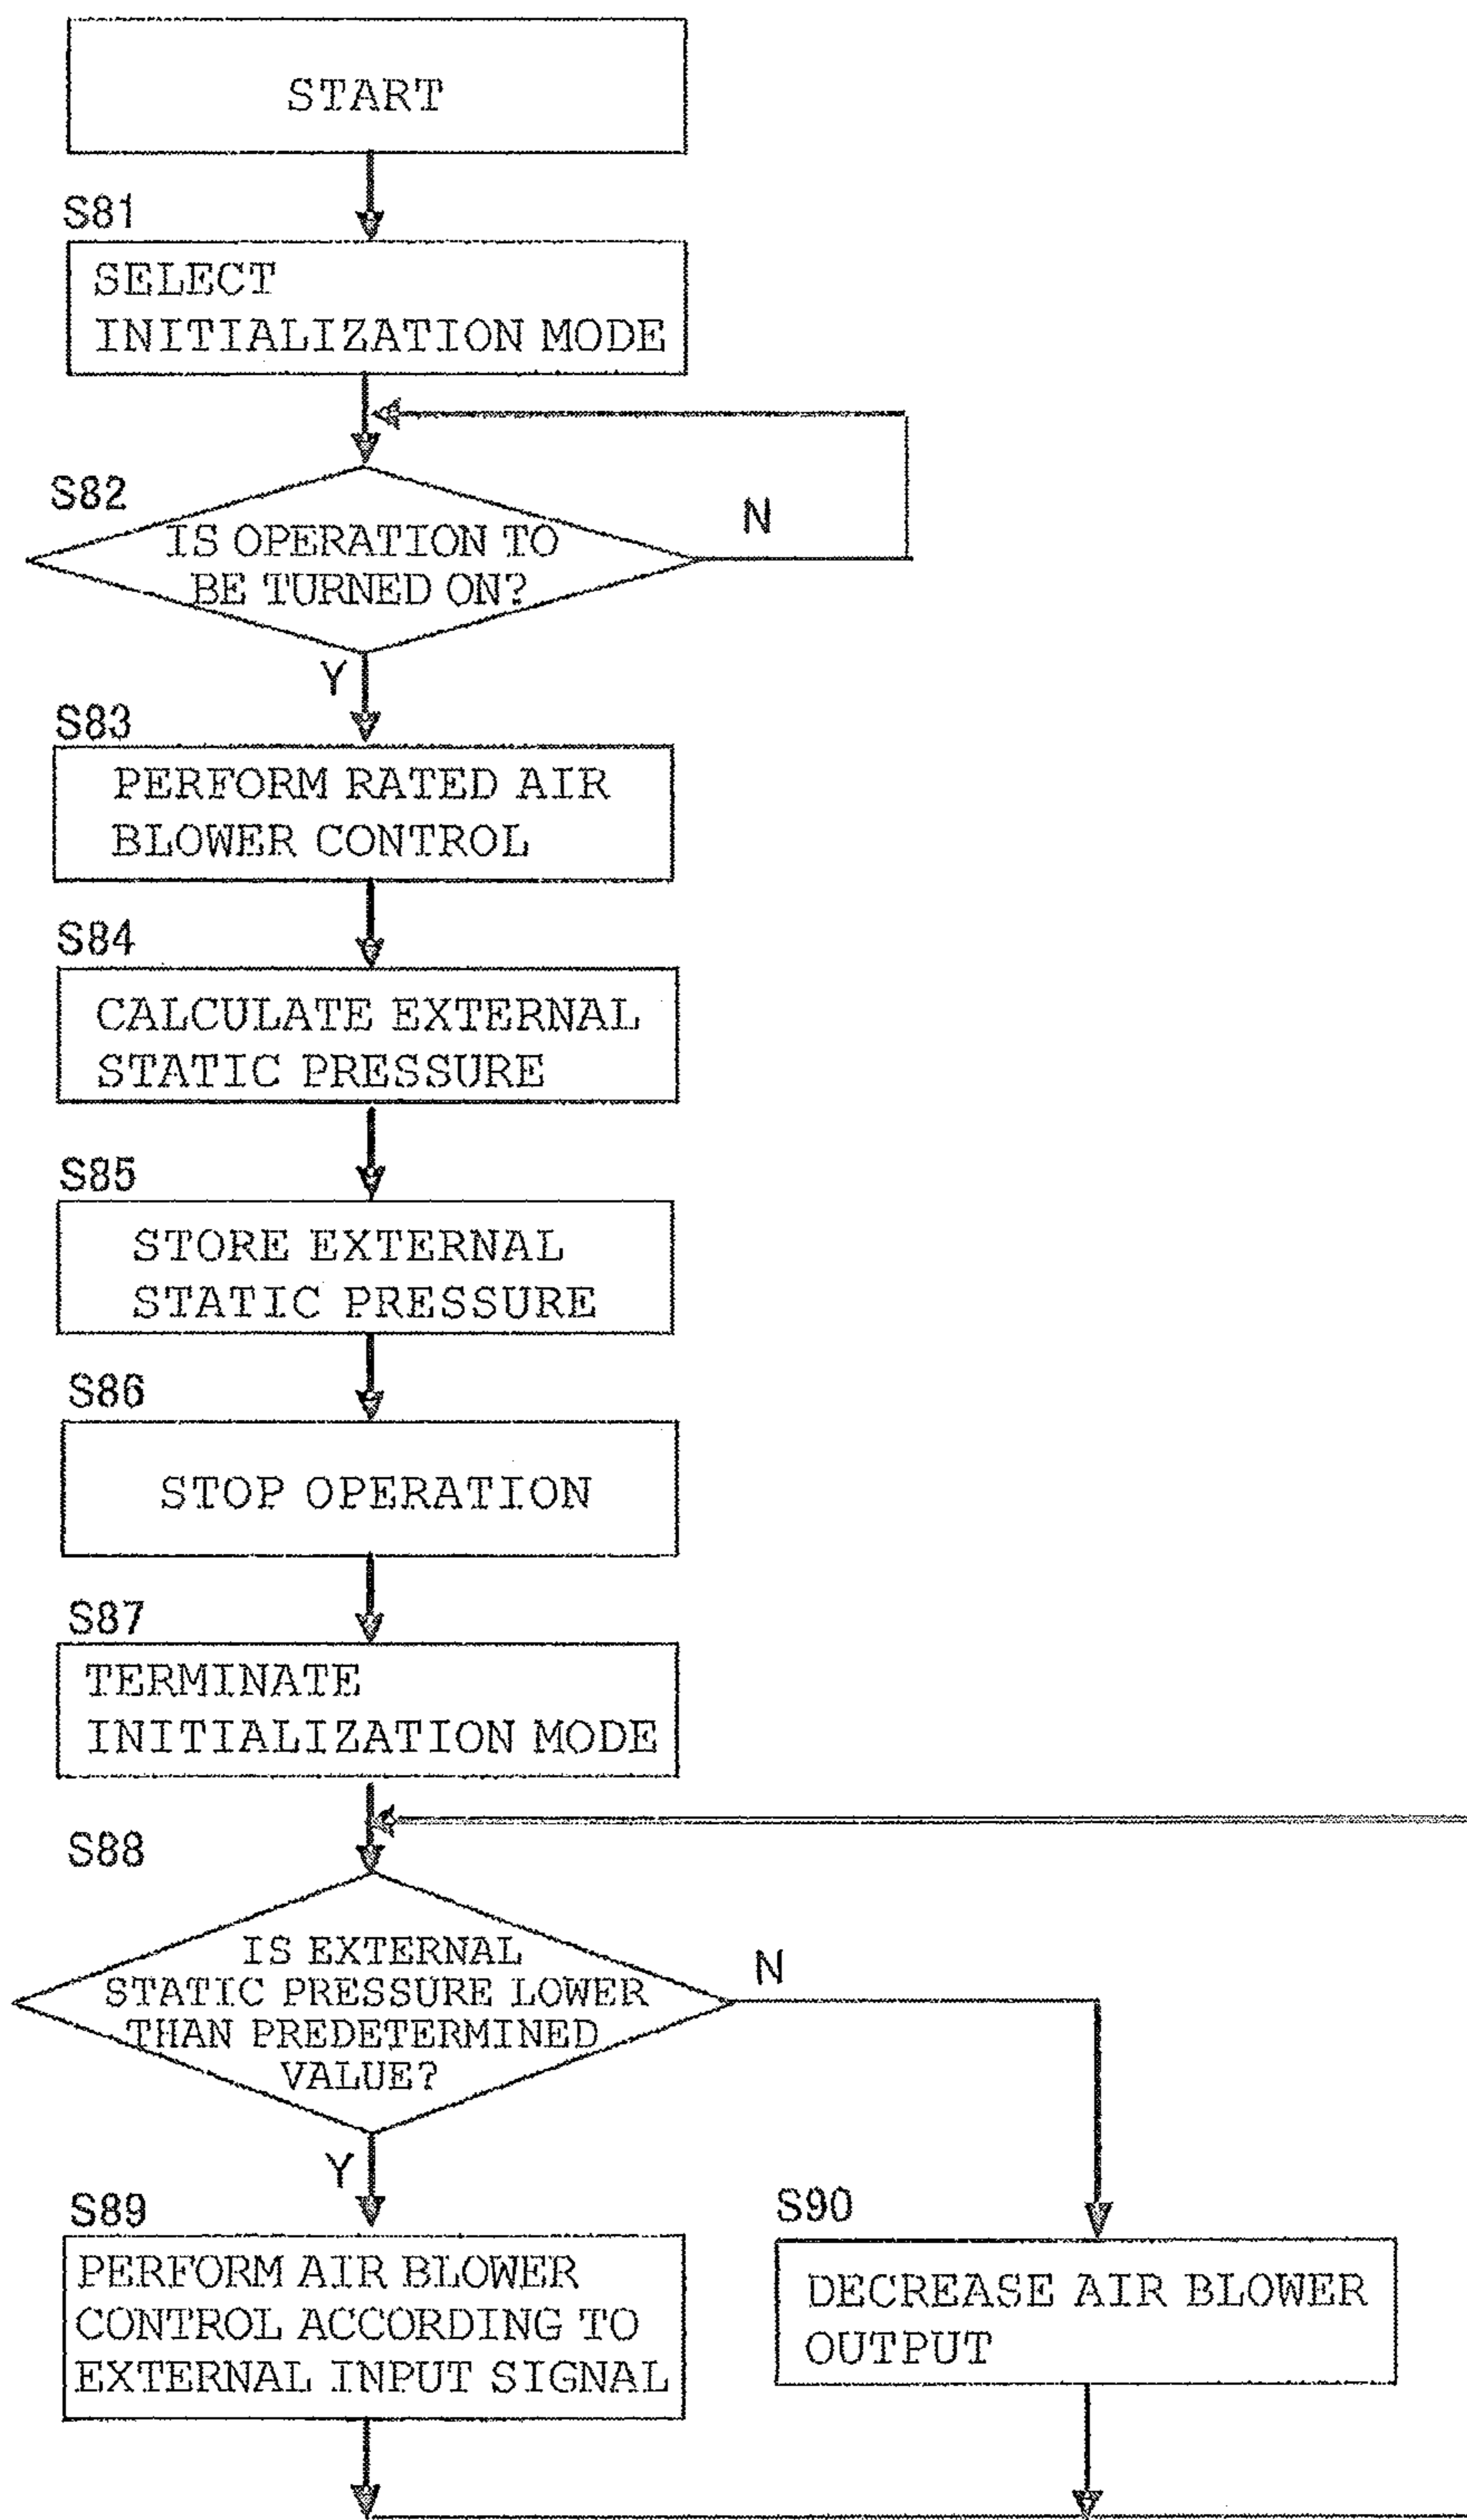 START
S81
SELECT
INITIALIZATION MODE
S82
N
IS OPERATION TO
BE TURNED ON?
Y
S83
PERFORM RATED AIR
BLOWER CONTROL
S84
CALCULATE EXTERNAL
STATIC PRESSURE
S85
STORE EXTERNAL
STATIC PRESSURE
S86
STOP OPERATION
S87
TERMINATE
INITIALIZATION MODE
S88
IS EXTERNAL
STATIC PRESSURE LOWER
THAN PREDETERMINED
VALUE?
N
Y
S89
PERFORM AIR BLOWER
CONTROL ACCORDING TO
EXTERNAL INPUT SIGNAL
S90
DECREASE AIR BLOWER
OUTPUT